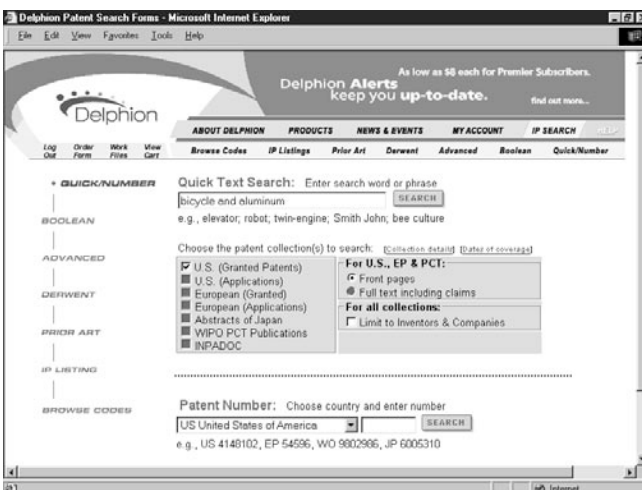 Delphion Patent Search Forms - Microsoft Internet Explorer
File Edit View Favorites Tools Help
As low as $8 each for Premier Subscribers.
Delphion Alerts
keep you up-to-date.
find out more...
Delphion
ABOUT DELPHION PRODUCTS NEWS & EVENTS MY ACCOUNT IP SEARCH HELP
Log Out Order Form Work Files View Cart Browse Codes IP Listings Prior Art Derwent Advanced Boolean Quick/Number
QUICK/NUMBER
BOOLEAN
ADVANCED
DERWENT
PRIOR ART
IP LISTING
BROWSE CODES
Quick Text Search: Enter search word or phrase
bicycle and aluminum SEARCH
e.g., elevator; robot; twin-engine; Smith John; bee culture
Choose the patent collection(s) to search: [Collection details] [Dates of coverage]
U.S. (Granted Patents)
U.S. (Applications)
European (Granted)
European (Applications)
Abstracts of Japan
WIPO PCT Publications
INPADOC
For U.S., EP & PCT:
Front pages
Full text including claims
For all collections:
Limit to Inventors & Companies
Patent Number: Choose country and enter number
US United States of America SEARCH
e.g., US 4148102, EP 54596, WO 9802986, JP 6005310
Internet